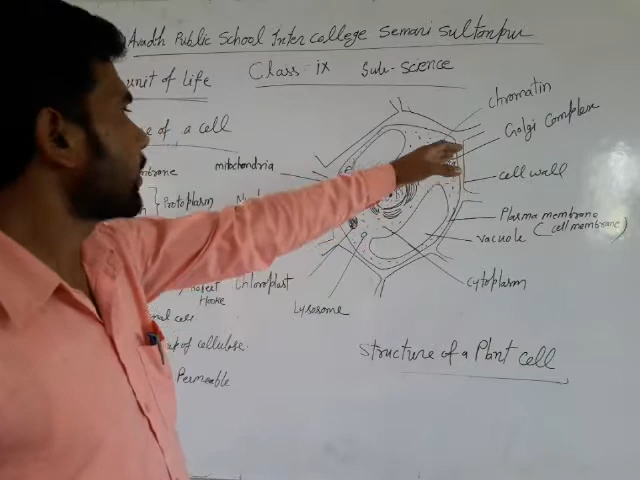 Avadh Public School Inter college Semari Sultanpur
unit of Life
Class - ix Sub - Science
of a cell
chromatin
Golgi complex
mitochondria
cell wall
Protoplasm
Plasma membrane
(cell membrane)
vacuole
Chloroplast
cytoplasm
Hooke
Lysosome
of cellulose.
Structure of a Plant cell
Permeable